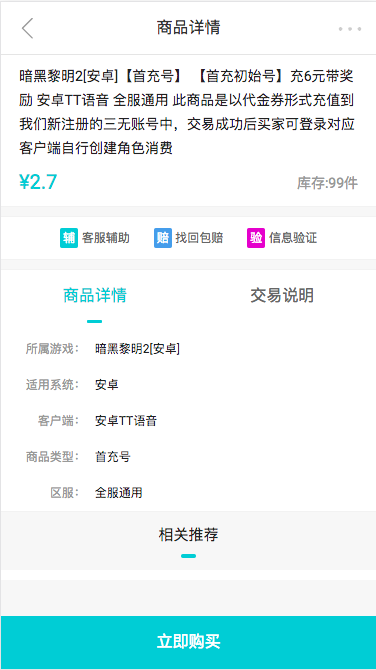 商品详情
暗黑黎明2[安卓]【首充号】 【首充初始号】充6元带奖
励 安卓TT语音 全服通用 此商品是以代金券形式充值到
我们新注册的三无账号中，交易成功后买家可登录对应
客户端自行创建角色消费
¥2.7 库存:99件
辅 客服辅助 赔 找回包赔 验 信息验证
商品详情 交易说明
所属游戏： 暗黑黎明2[安卓]
适用系统： 安卓
客户端： 安卓TT语音
商品类型： 首充号
区服： 全服通用
相关推荐
立即购买